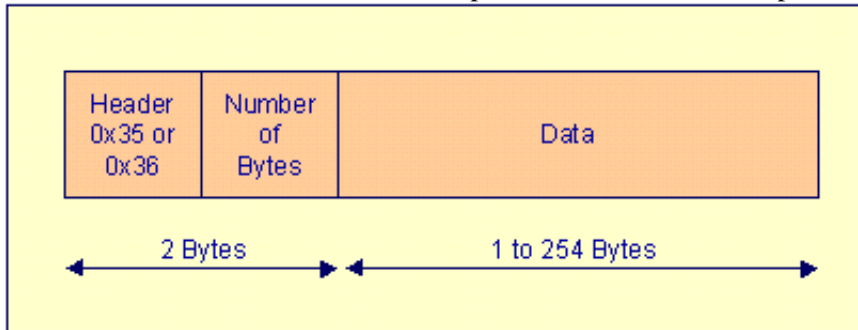 Header
0x35 or
0x36
Number
of
Bytes
Data
2 Bytes
1 to 254 Bytes